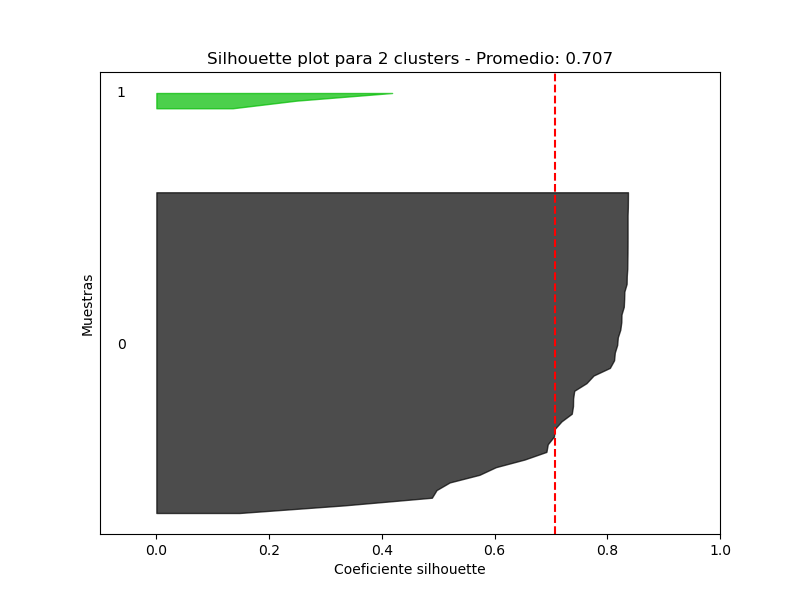 Silhouette plot para 2 clusters - Promedio: 0.707
1
0
Muestras
0.0 0.2 0.4 0.6 0.8 1.0
Coeficiente silhouette